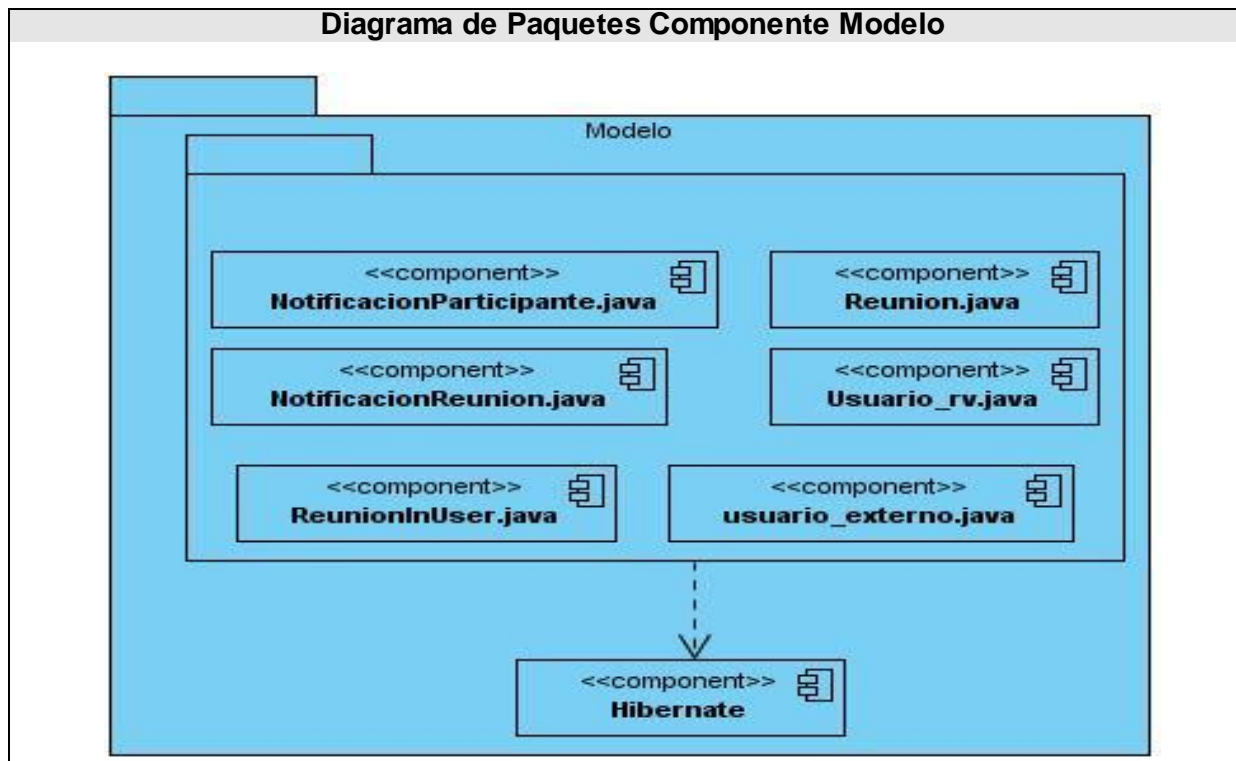 Diagrama de Paquetes Componente Modelo
Modelo
<<component>>
NotificacionParticipante.java
<<component>>
Reunion.java
<<component>>
NotificacionReunion.java
<<component>>
Usuario_rv.java
<<component>>
ReunionInUser.java
<<component>>
usuario_externo.java
<<component>>
Hibernate